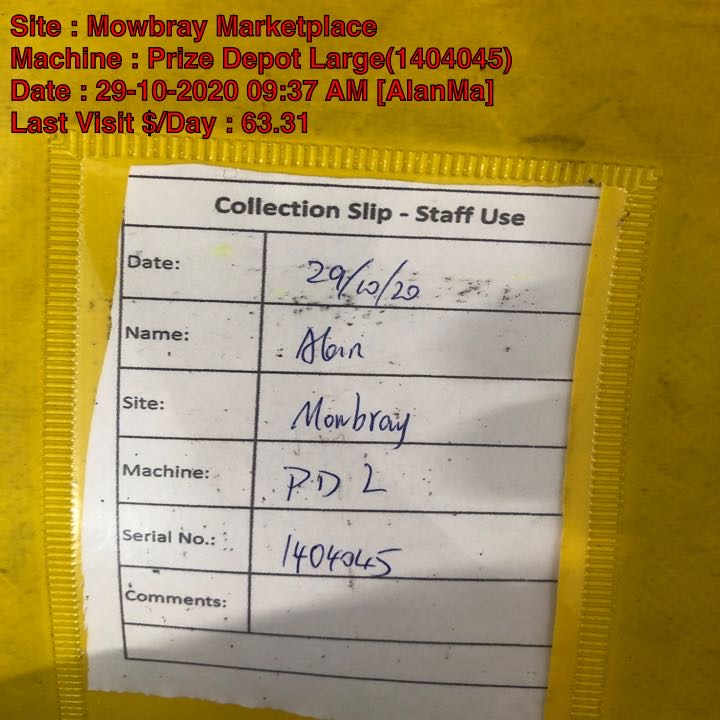 Site : Mowbray Marketplace
Machine : Prize Depot Large(1404045)
Date : 29-10-2020 09:37 AM [AlanMa]
Last Visit $/Day : 63.31
Collection Slip - Staff Use
Date: 29/10/20
Name: Alan
Site: Mowbray
Machine: PD L
Serial No.: 1404045
Comments: